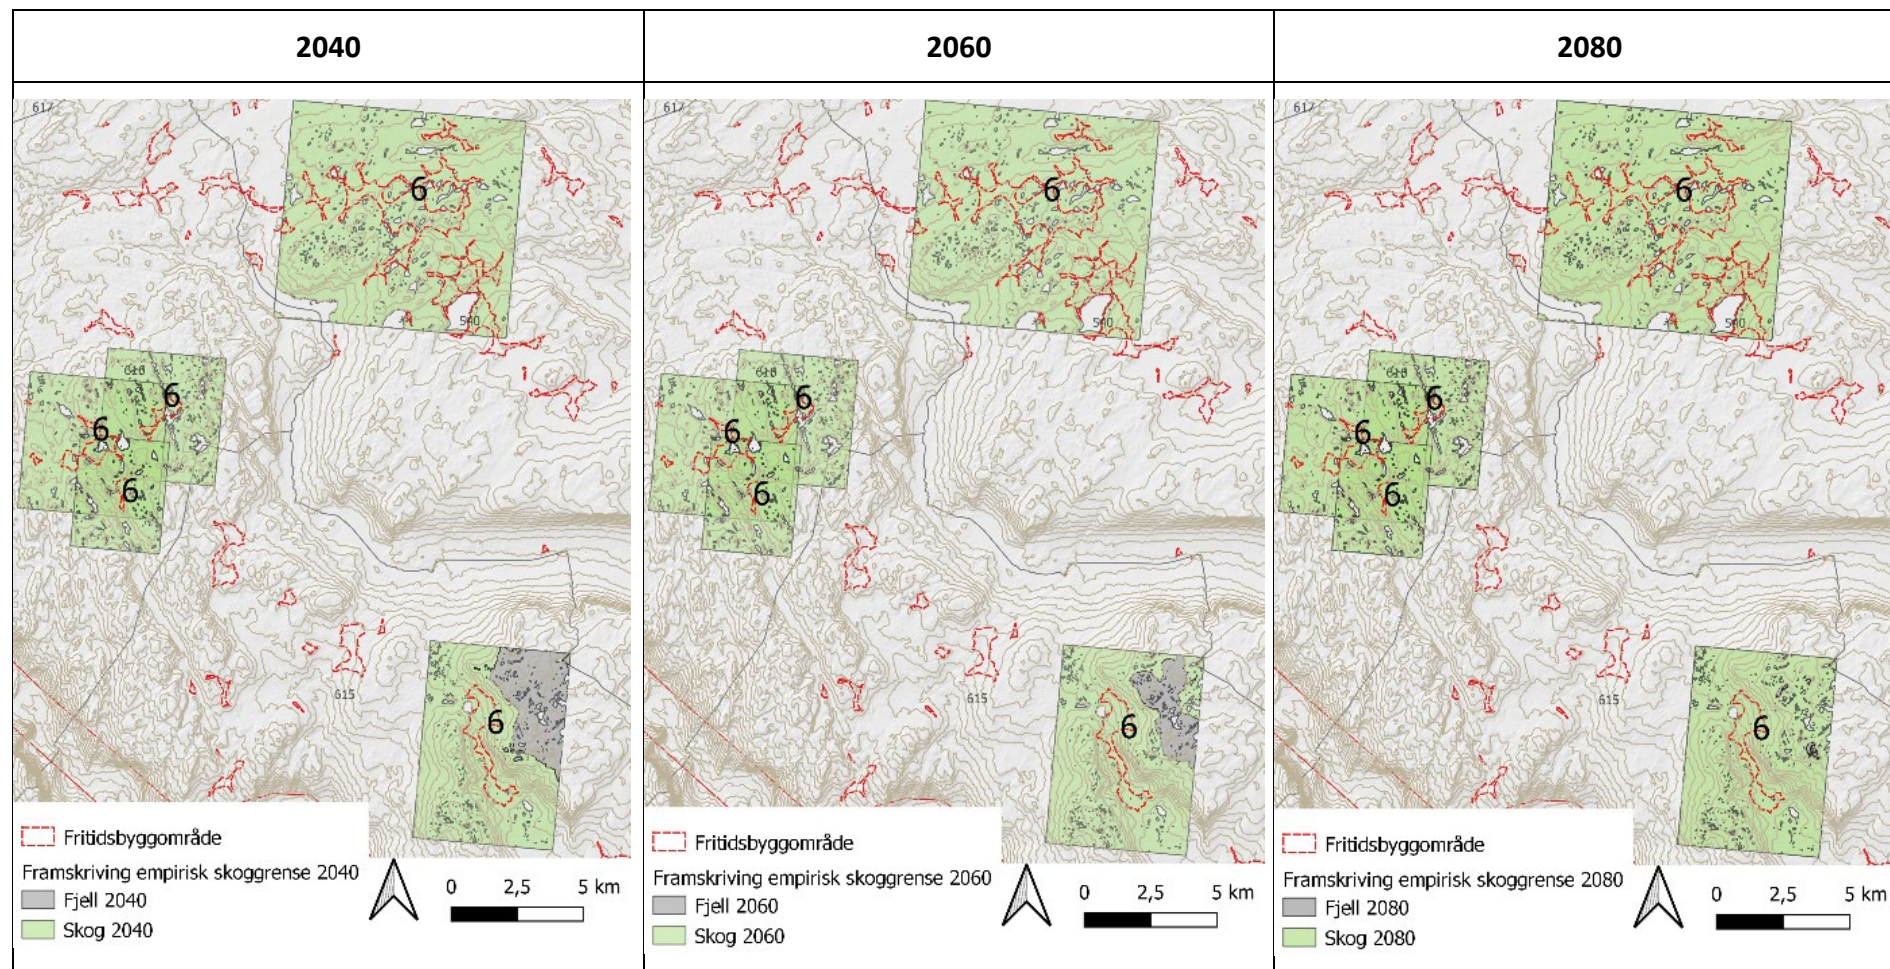 2040
2060
2080
617
6
540
616
6
6
6
615
6
Fritidsbyggområde
Framskriving empirisk skoggrense 2040
Fjell 2040
Skog 2040
0 2,5 5 km
617
6
540
616
6
6
6
615
6
Fritidsbyggområde
Framskriving empirisk skoggrense 2060
Fjell 2060
Skog 2060
0 2,5 5 km
617
6
540
616
6
6
6
615
6
Fritidsbyggområde
Framskriving empirisk skoggrense 2080
Fjell 2080
Skog 2080
0 2,5 5 km